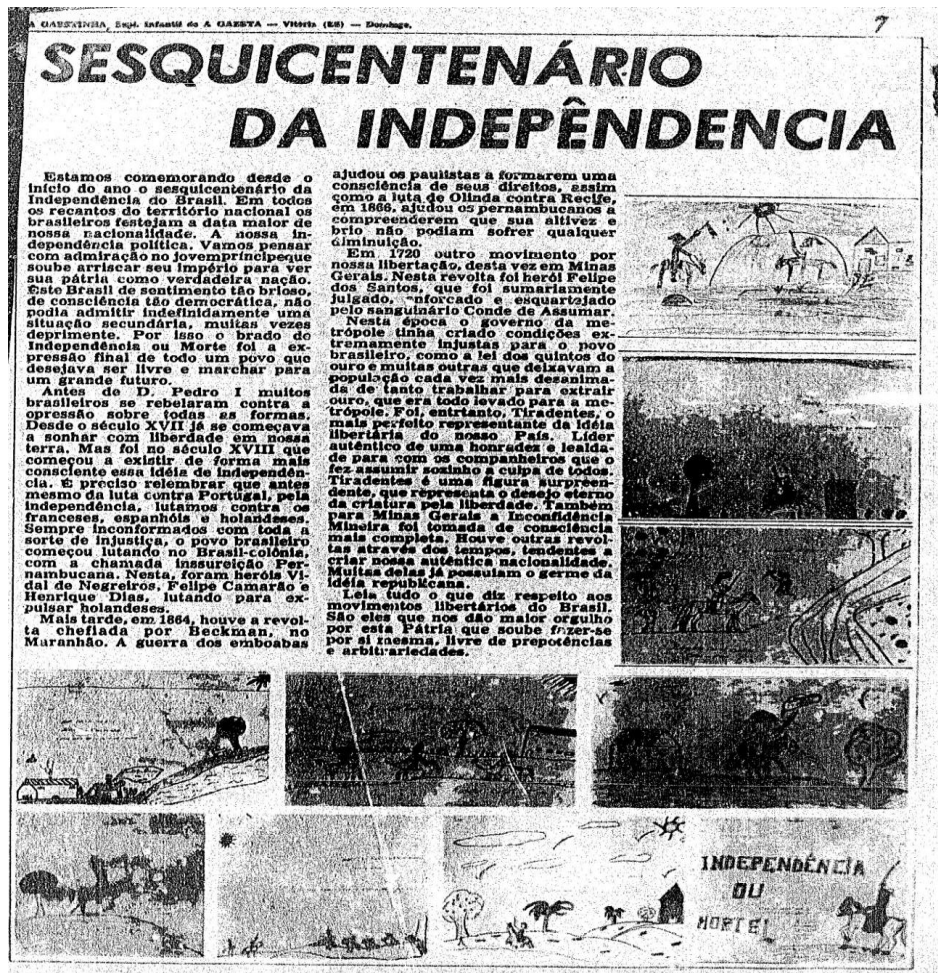 A GAZETINHA, Supl. Infantil de A GAZETA — Vitória (ES) — Domingo,
7
SESQUICENTENÁRIO
DA INDEPÊNDENCIA
Estamos comemorando desde o
início do ano o sesquicentenário da
Independência do Brasil. Em todos
os recantos do território nacional os
brasileiros festejam a data maior de
nossa nacionalidade. A nossa in-
dependência política. Vamos pensar
com admiração no jovempríncipeque
soube arriscar seu império para ver
sua pátria como verdadeira nação.
Este Brasil de sentimento tão brioso,
de consciência tão democrática, não
podia admitir indefinidamente uma
situação secundária, muitas vezes
deprimente. Por isso o brado de
Independência ou Morte foi a ex-
pressão final de todo um povo que
desejava ser livre e marchar para
um grande futuro.
Antes de D. Pedro I muitos
brasileiros se rebelaram contra a
opressão sobre todas as formas.
Desde o século XVII já se começava
a sonhar com liberdade em nossa
terra. Mas foi no século XVIII que
começou a existir de forma mais
consciente essa idéia de independên-
cia. É preciso relembrar que antes
mesmo da luta contra Portugal, pela
independência, lutamos contra os
franceses, espanhóis e holandeses.
Sempre inconformados com toda a
sorte de injustiça, o povo brasileiro
começou lutando no Brasil-colônia,
com a chamada inssureição Per-
nambucana. Nesta, foram heróis Vi-
dal de Negreiros, Felipe Camarão e
Henrique Dias, lutando para ex-
pulsar holandeses.
Mais tarde, em 1864, houve a revol-
ta chefiada por Beckman, no
Maranhão. A guerra dos emboabas
ajudou os paulistas a formarem uma
consciência de seus direitos, assim
como a luta de Olinda contra Recife,
em 1866, ajudou os pernambucanos a
compreenderem que sua altivez e
brio não podiam sofrer qualquer
diminuição.
Em 1720 outro movimento por
nossa libertação, desta vez em Minas
Gerais. Nesta revolta foi herói Felipe
dos Santos, que foi sumariamente
julgado, enforcado e esquartejado
pelo sanguinário Conde de Assumar.
Nesta época o governo da me-
trópole tinha criado condições ex-
tremamente injustas para o povo
brasileiro, como a lei dos quintos do
ouro e muitas outras que deixavam a
população cada vez mais desanima-
da de tanto trabalhar para extrair
ouro, que era todo levado para a me-
trópole. Foi, entrtanto, Tiradentes, o
mais perfeito representante da idéia
libertária do nosso País. Líder
autêntico de uma honradez e lealda-
de para com os companheiros que o
fez assumir soxinho a culpa de todos.
Tiradentes é uma figura surpreen-
dente, que representa o desejo eterno
da criatura pela liberdade. Também
para Minas Gerais a Inconfidência
Mineira foi tomada de consciência
mais completa. Houve outras revol-
tas através dos tempos, tendentes a
criar nossa autêntica nacionalidade.
Muitas delas já possuiam o germe da
idéia republicana.
Leia tudo o que diz respeito aos
movimentos libertários do Brasil.
São eles que nos dão maior orgulho
por esta Pátria que soube fazer-se
por si mesma, livre de prepotências
e arbitrariedades.
INDEPENDÊNCIA
OU
MORTE!